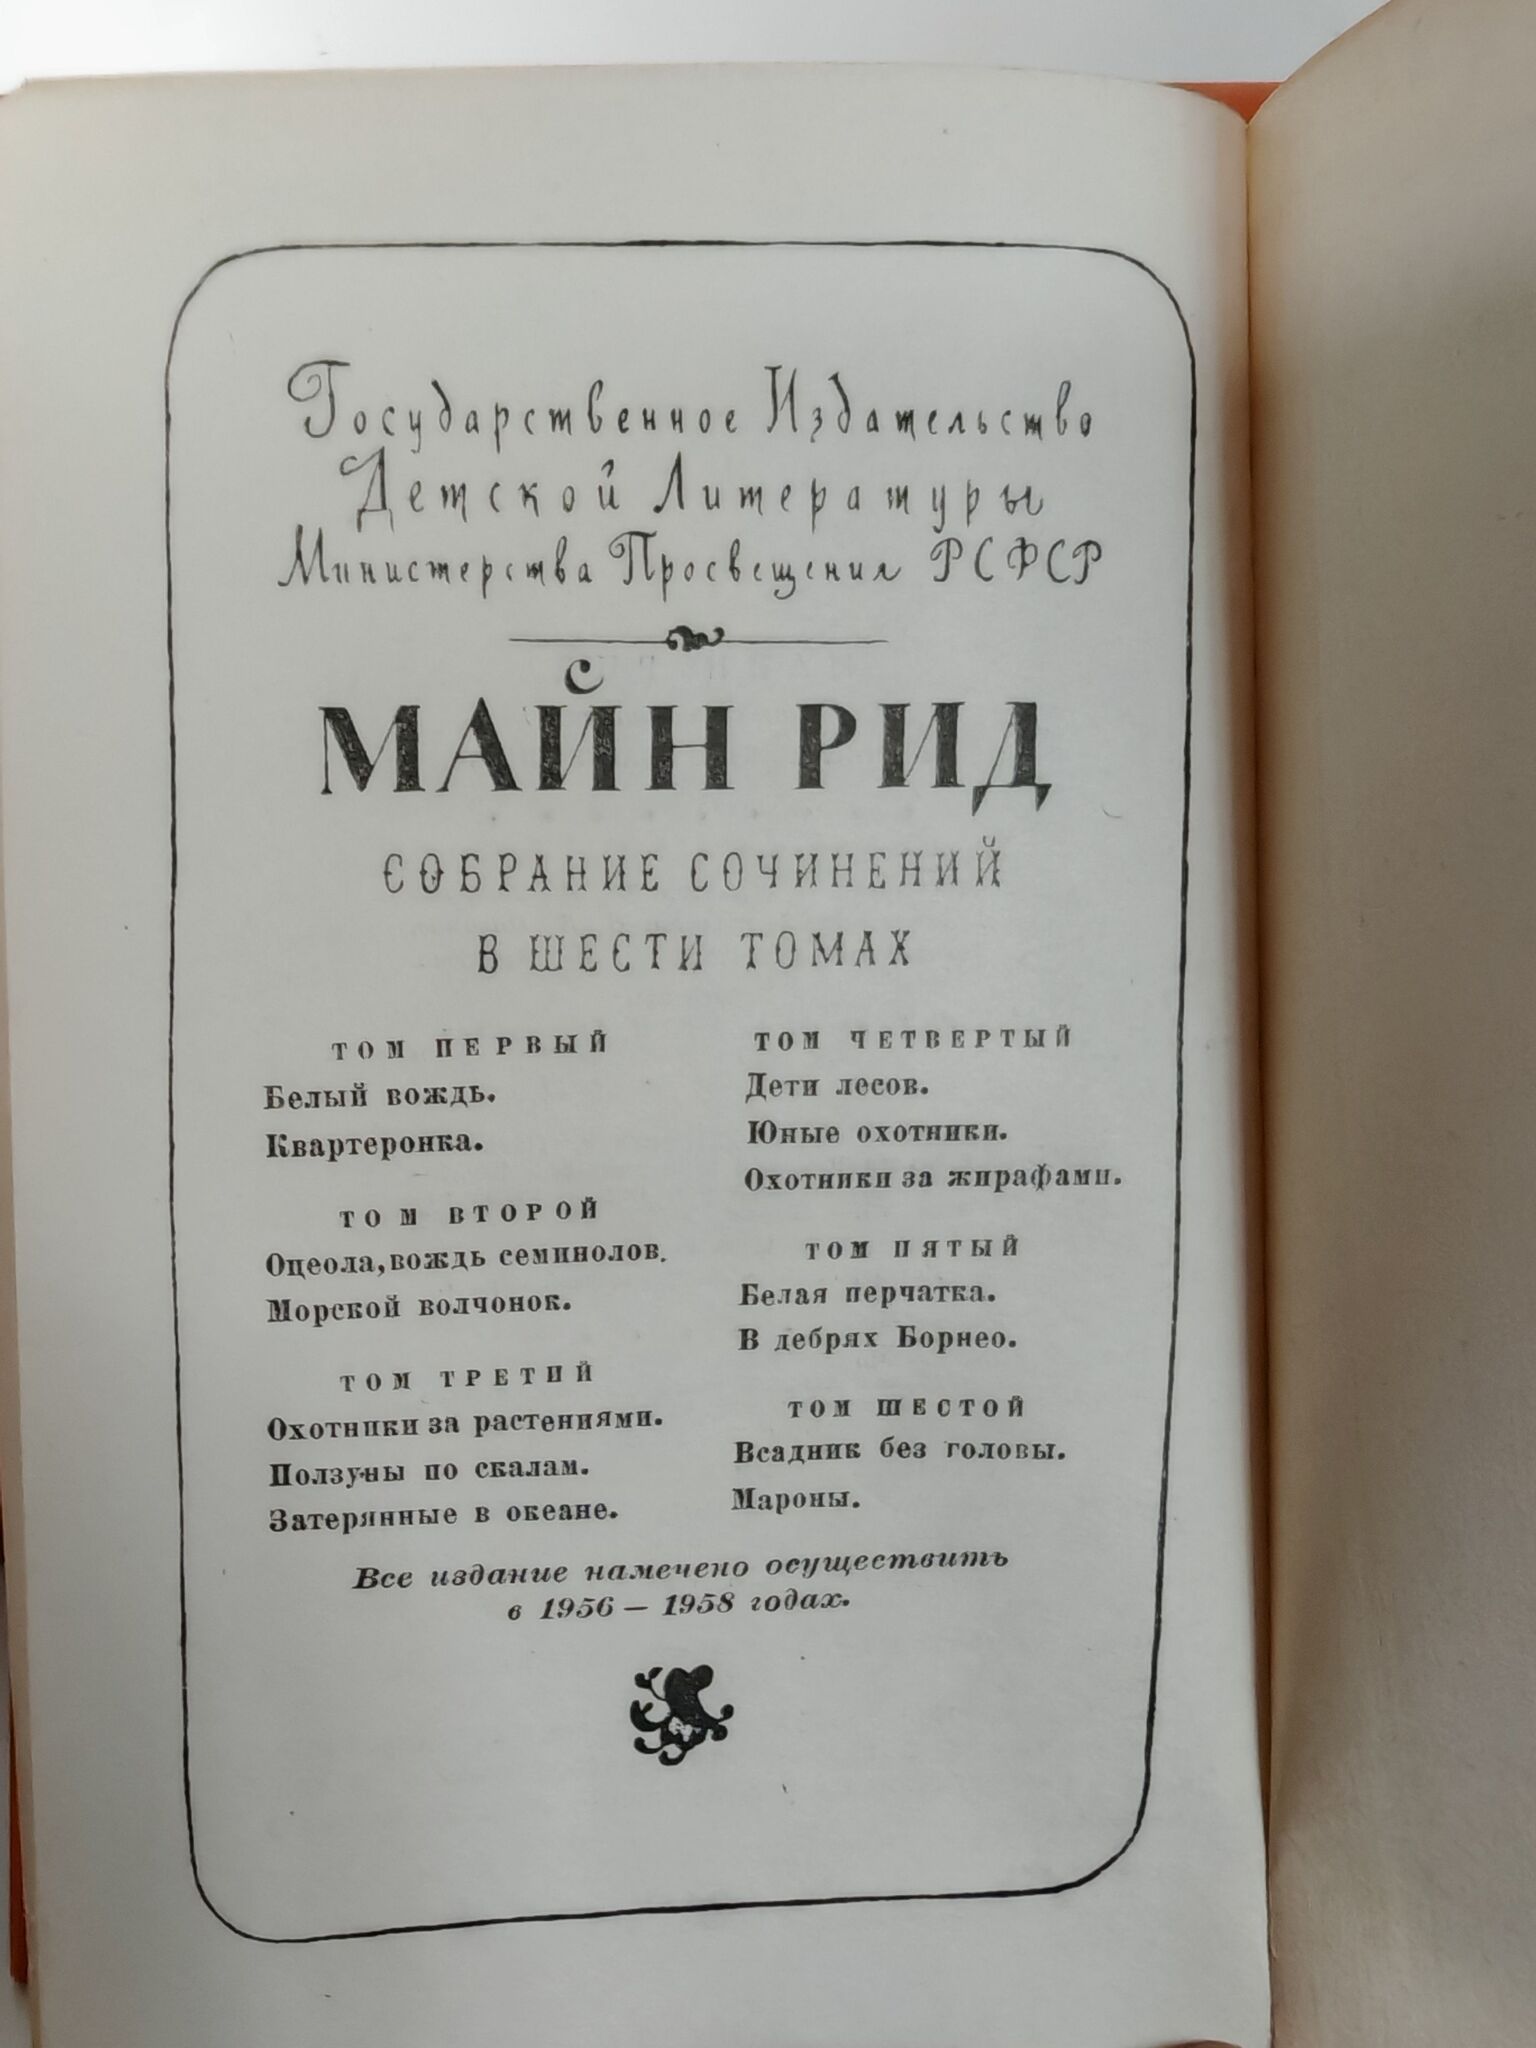 Государственное Издательство
Детской Литературы
Министерства Просвещения РСФСР
МАЙН РИД
СОБРАНИЕ СОЧИНЕНИЙ
В ШЕСТИ ТОМАХ
ТОМ ПЕРВЫЙ
Белый вождь.
Квартеронка.
ТОМ ВТОРОЙ
Оцеола, вождь семинолов.
Морской волчонок.
ТОМ ТРЕТИЙ
Охотники за растениями.
Ползуны по скалам.
Затерянные в океане.
ТОМ ЧЕТВЕРТЫЙ
Дети лесов.
Юные охотники.
Охотники за жирафами.
ТОМ ПЯТЫЙ
Белая перчатка.
В дебрях Борнео.
ТОМ ШЕСТОЙ
Всадник без головы.
Мароны.
Все издание намечено осуществить
в 1956 — 1958 годах.